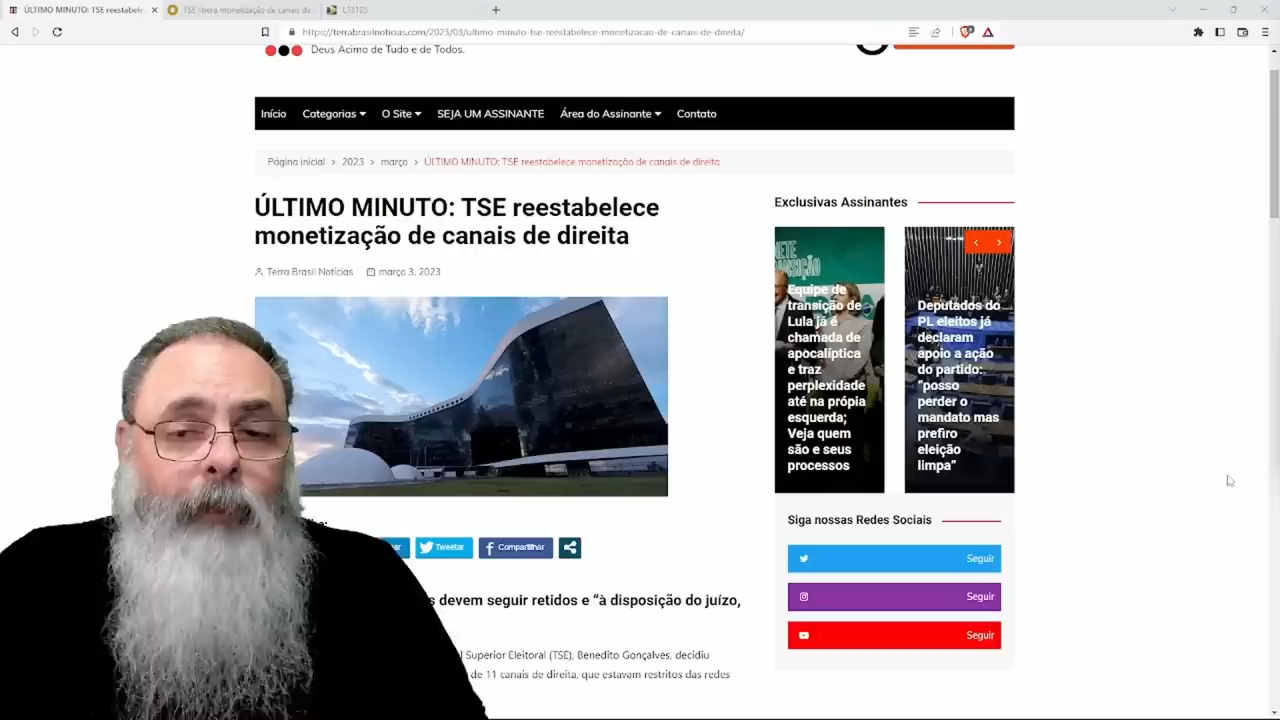 ÚLTIMO MINUTO: TSE reestabele
TSE libera monetização de canais de
L13105
https://terrabrasilnoticias.com/2023/03/ultimo-minuto-tse-reestabelece-monetizacao-de-canais-de-direita/
Deus Acima de Tudo e de Todos.
Início Categorias O Site SEJA UM ASSINANTE Área do Assinante Contato
Página inicial > 2023 > março > ÚLTIMO MINUTO: TSE reestabelece monetização de canais de direita
ÚLTIMO MINUTO: TSE reestabelece
monetização de canais de direita
Terra Brasil Notícias março 3, 2023
Tweetar Compartilhar
s devem seguir retidos e “à disposição do juízo,
l Superior Eleitoral (TSE), Benedito Gonçalves, decidiu
de 11 canais de direita, que estavam restritos das redes
Exclusivas Assinantes
Equipe de
transição de
Lula já é
chamada de
apocalíptica
e traz
perplexidade
até na própia
esquerda;
Veja quem
são e seus
processos
Deputados do
PL eleitos já
declaram
apoio a ação
do partido:
“posso
perder o
mandato mas
prefiro
eleição
limpa”
Siga nossas Redes Sociais
Seguir
Seguir
Seguir